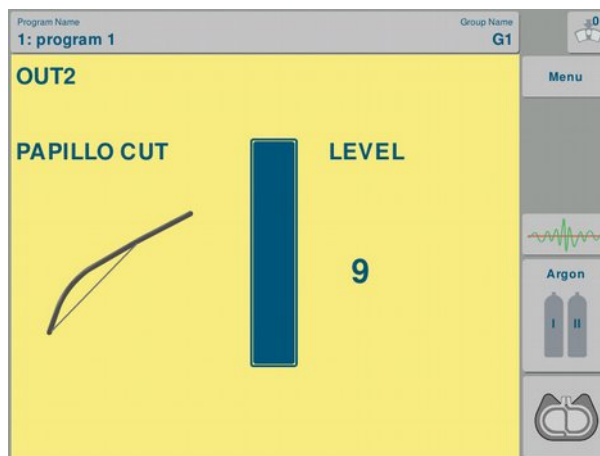 Program Name
Group Name
1: program 1
G1
0
OUT2
Menu
PAPILLO CUT
LEVEL
9
Argon
I
II